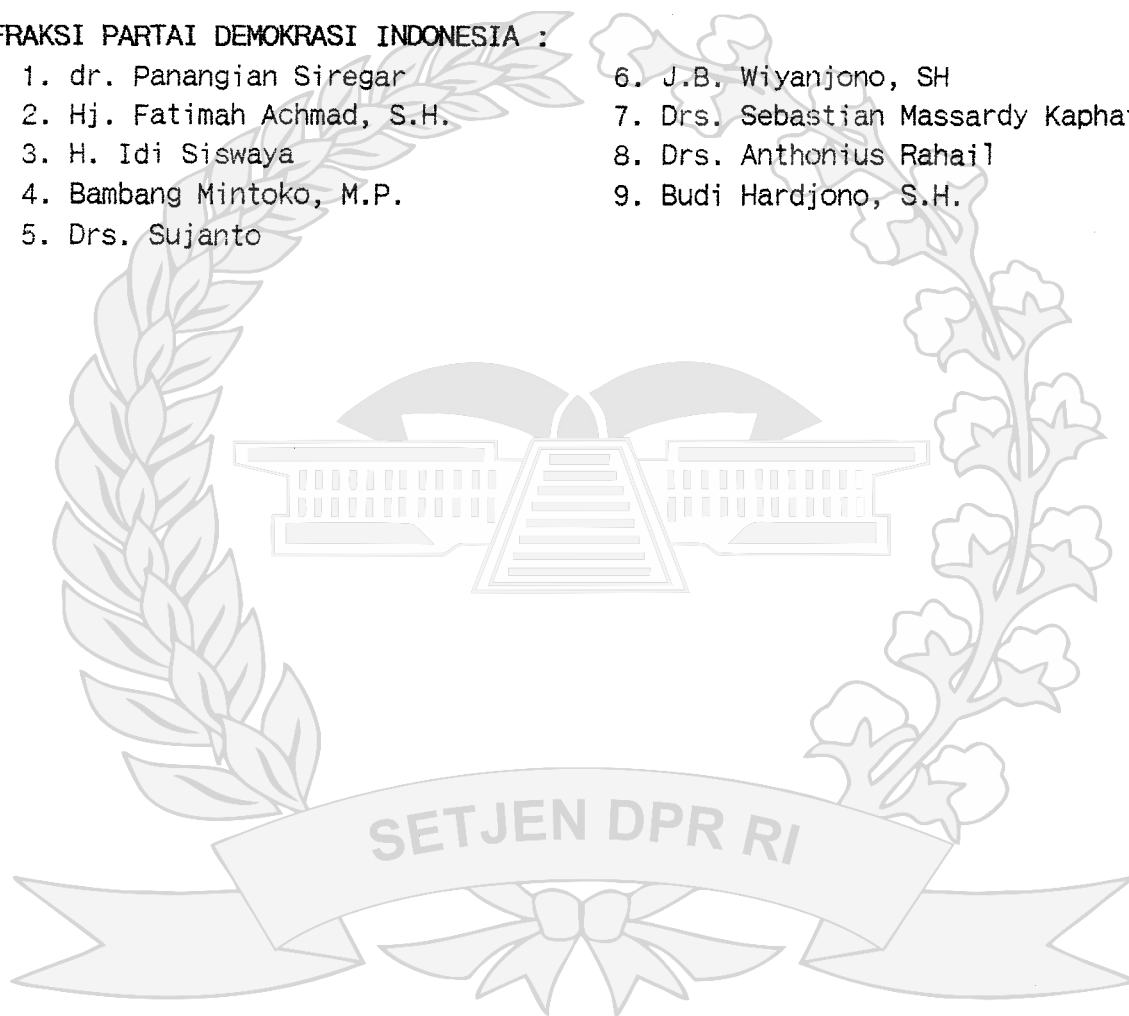 FRAKSI PARTAI DEMOKRASI INDONESIA :
1. dr. Panangian Siregar
2. Hj. Fatimah Achmad, S.H.
3. H. Idi Siswaya
4. Bambang Mintoko, M.P.
5. Drs. Sujanto
6. J.B. Wiyanjono, SH
7. Drs. Sebastian Massardy
8. Drs. Anthonius Rahail
9. Budi Hardjono, S.H.
SETJEN DPR RI